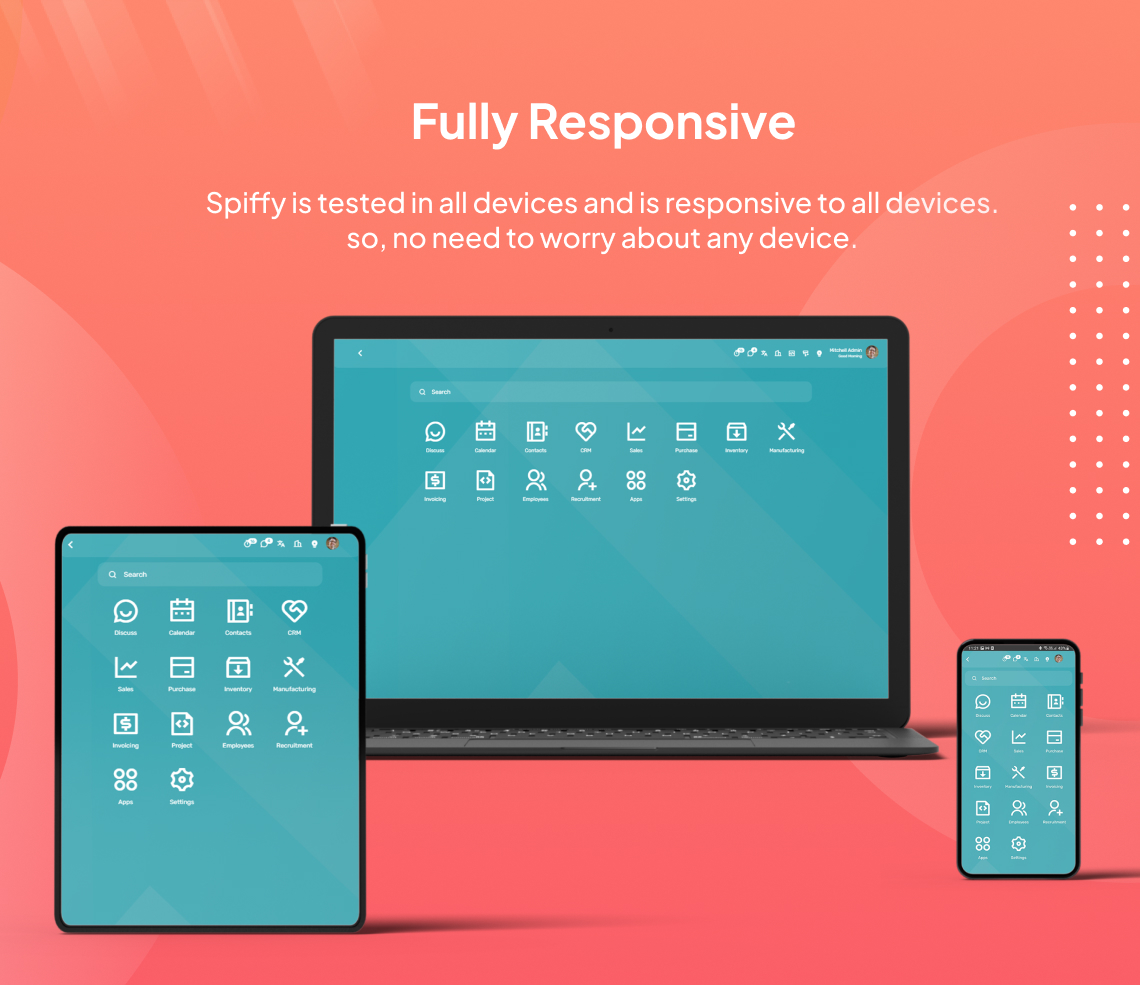 Fully Responsive
Spiffy is tested in all devices and is responsive to all devices.
so, no need to worry about any device.
Mitchell Admin
Good Morning
Search
Discuss Calendar Contacts CRM Sales Purchase Inventory Manufacturing
Invoicing Project Employees Recruitment Apps Settings
Search
Discuss Calendar Contacts CRM
Sales Purchase Inventory Manufacturing
Invoicing Project Employees Recruitment
Apps Settings
Search
Discuss Calendar Contacts
CRM Sales Purchase
Inventory Manufacturing Invoicing
Project Employees Recruitment
Apps Settings